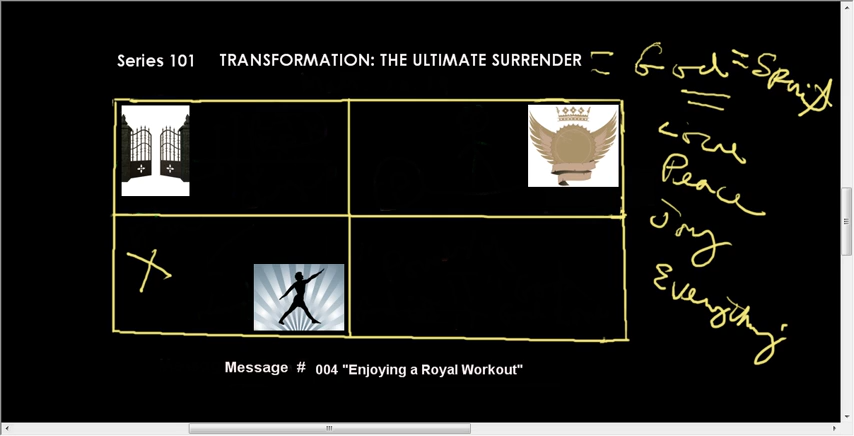 Series 101 TRANSFORMATION: THE ULTIMATE SURRENDER = God = Spirit
=
Love
Peace
Joy
Everything
X
Message # 004 "Enjoying a Royal Workout"